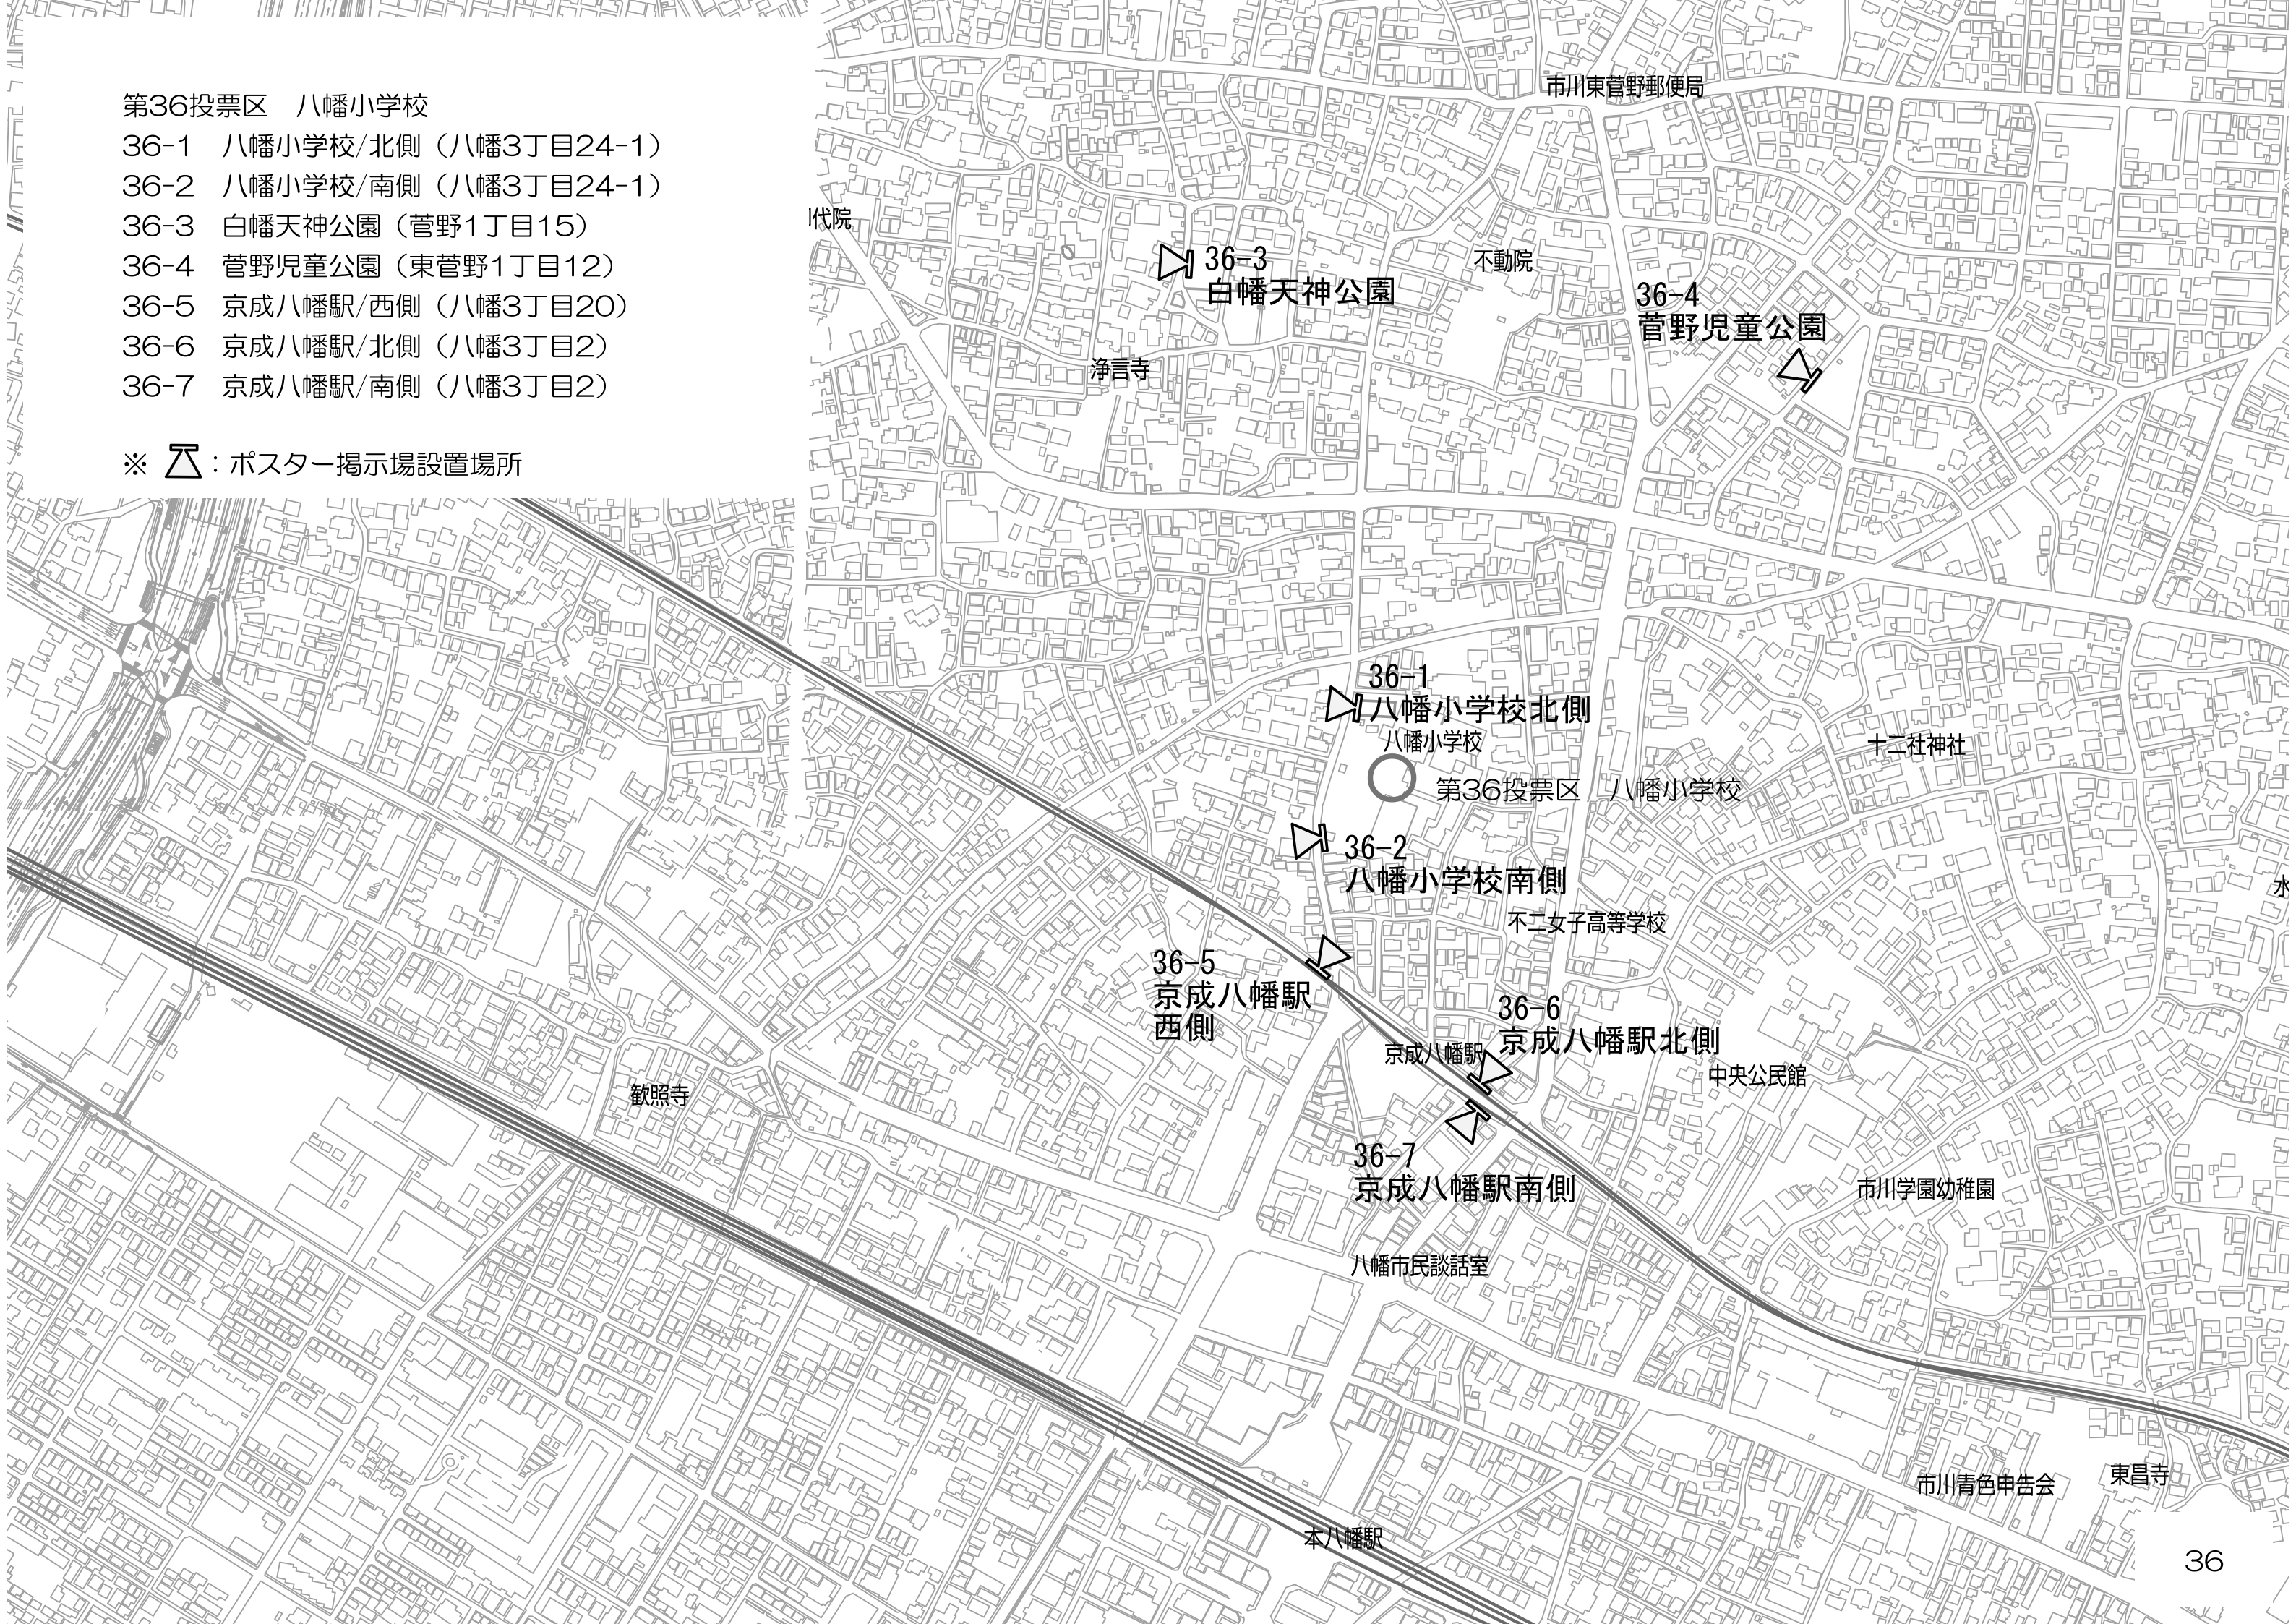 第36投票区　八幡小学校
36-1　八幡小学校/北側（八幡3丁目24-1）
36-2　八幡小学校/南側（八幡3丁目24-1）
36-3　白幡天神公園（菅野1丁目15）
36-4　菅野児童公園（東菅野1丁目12）
36-5　京成八幡駅/西側（八幡3丁目20）
36-6　京成八幡駅/北側（八幡3丁目2）
36-7　京成八幡駅/南側（八幡3丁目2）
※　：ポスター掲示場設置場所
市川東菅野郵便局
代院
36-3
白幡天神公園
不動院
36-4
菅野児童公園
浄言寺
36-1
八幡小学校北側
八幡小学校
第36投票区　八幡小学校
十二社神社
36-2
八幡小学校南側
水
不二女子高等学校
36-5
京成八幡駅
西側
36-6
京成八幡駅北側
京成八幡駅
中央公民館
歓照寺
36-7
京成八幡駅南側
市川学園幼稚園
八幡市民談話室
市川青色申告会
東昌寺
本八幡駅
36